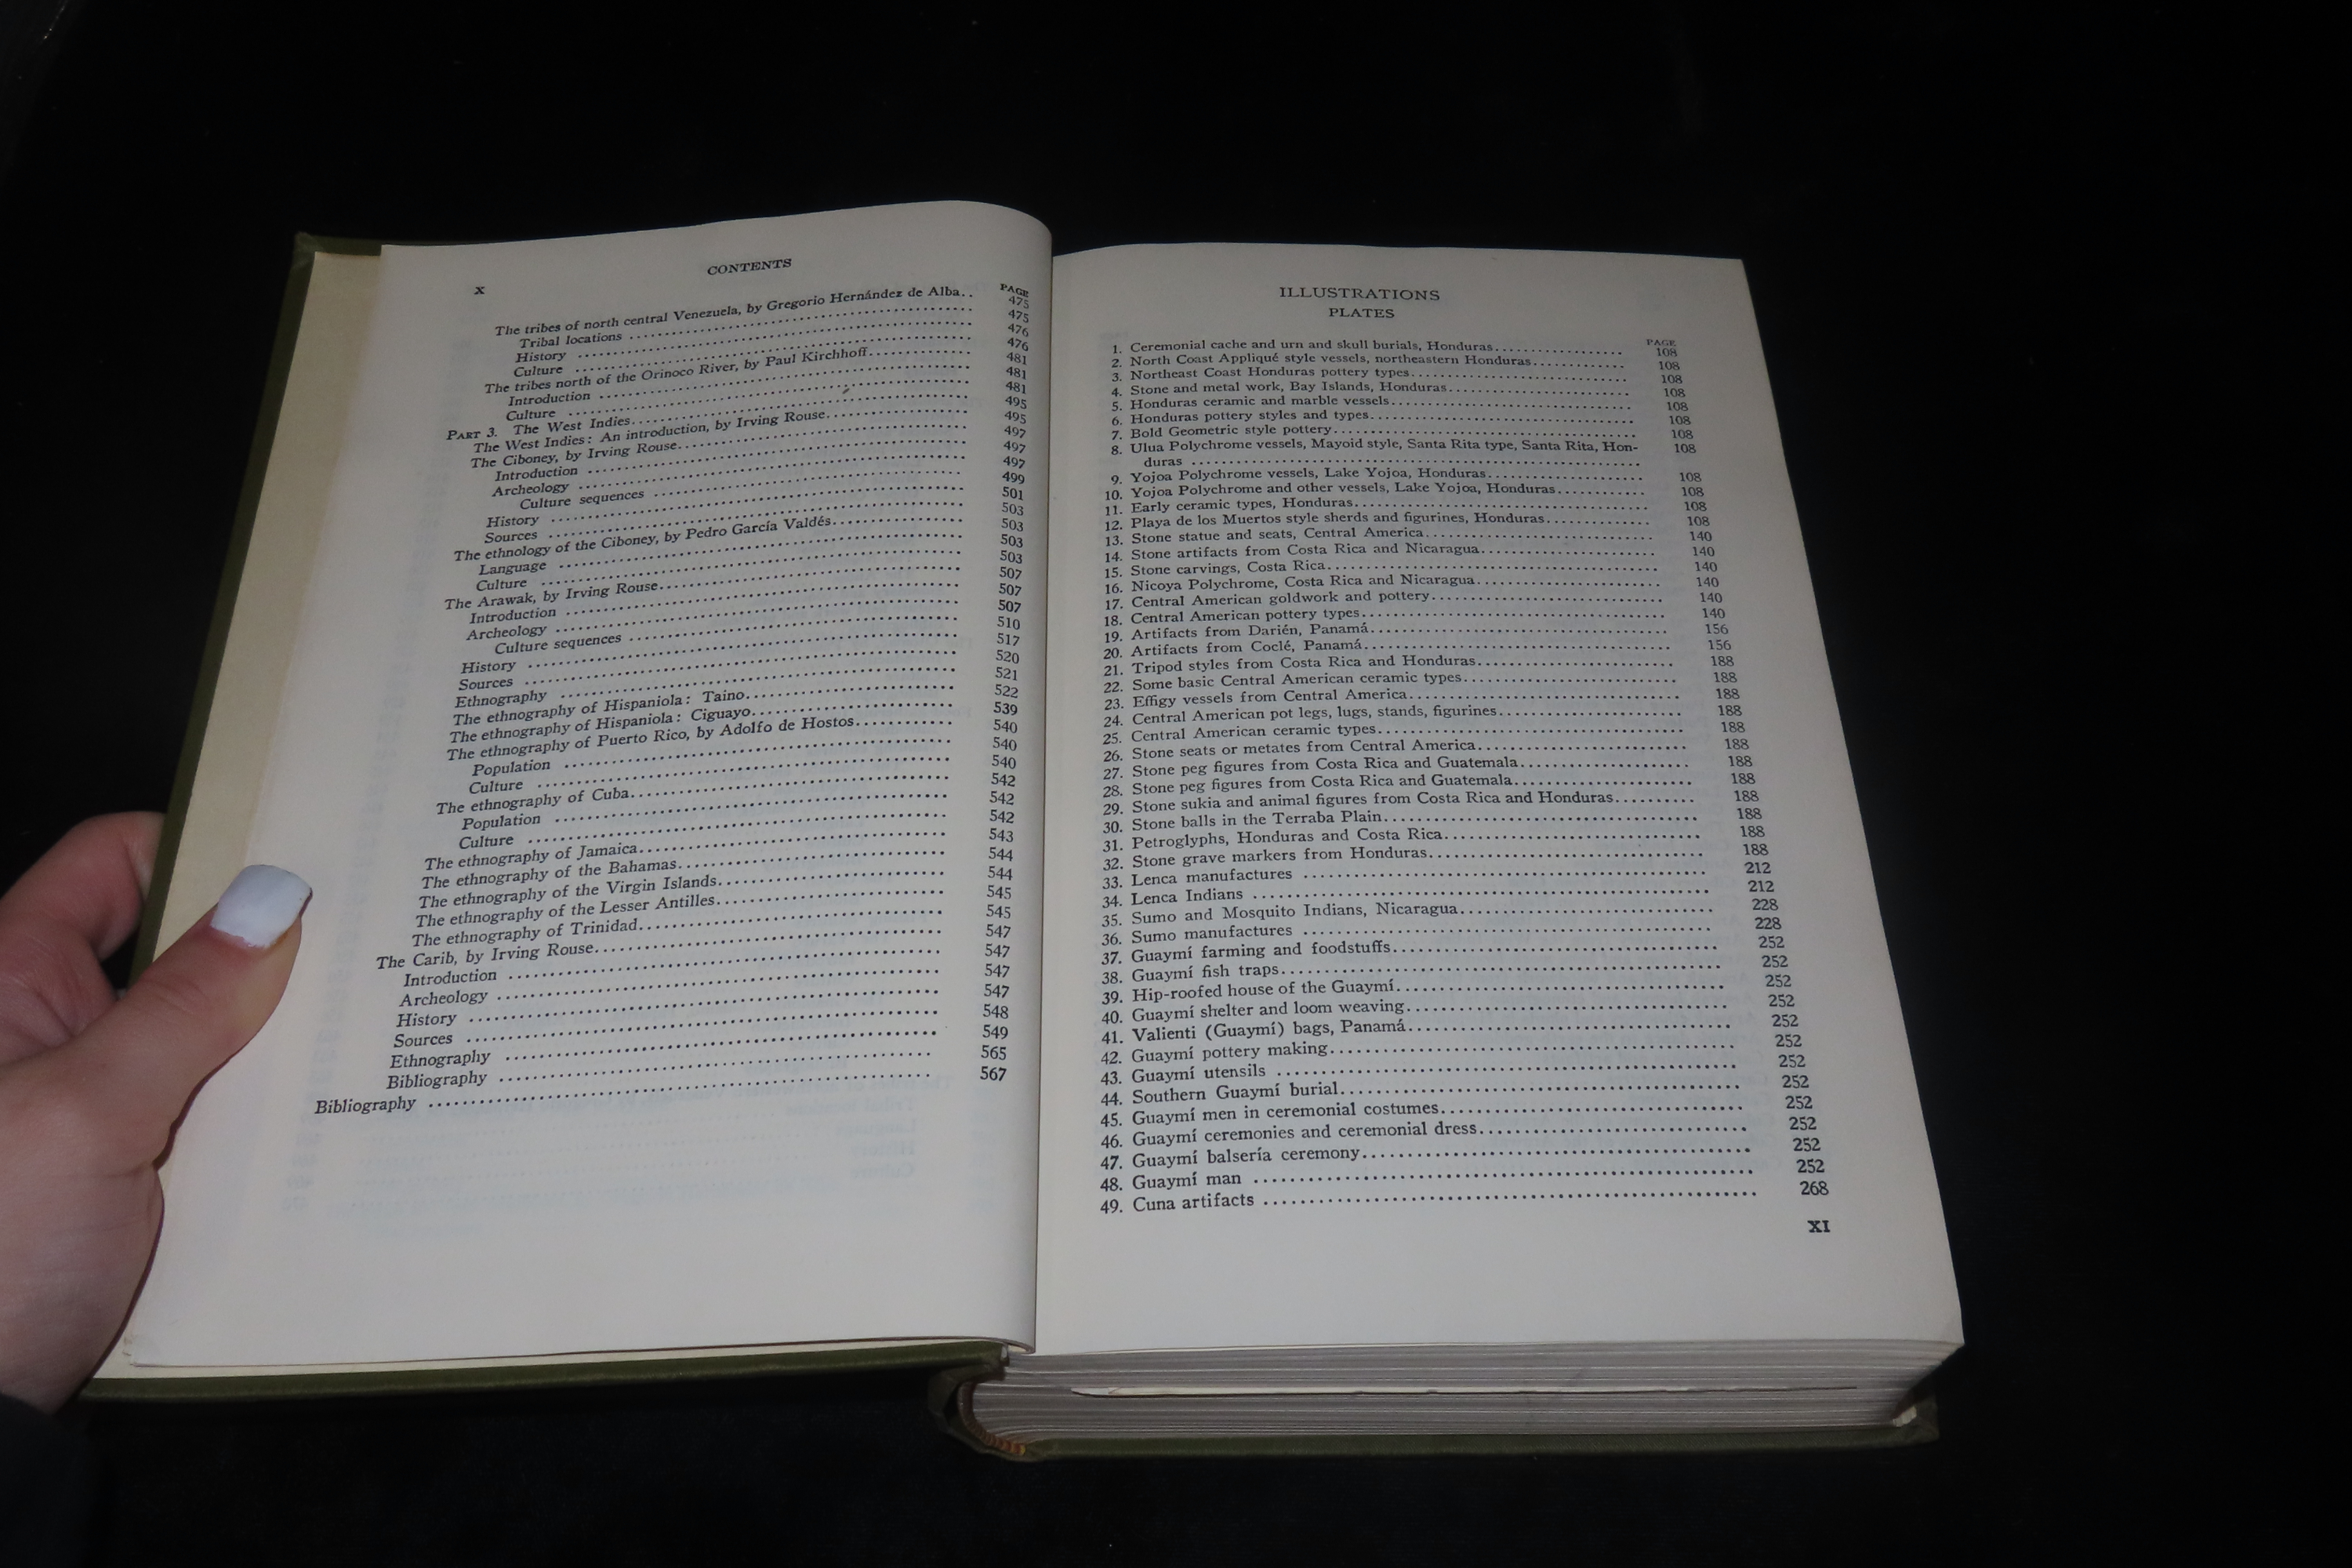 X
CONTENTS
PAGE
The tribes of north central Venezuela, by Gregorio Hernández de Alba.. 475
Tribal locations ........ 475
History ........ 476
Culture ........ 476
The tribes north of the Orinoco River, by Paul Kirchhoff........ 481
Introduction ........ 481
Culture ........ 481
PART 3. The West Indies........ 495
The West Indies: An introduction, by Irving Rouse........ 495
The Ciboney, by Irving Rouse........ 497
Introduction ........ 497
Archeology ........ 497
Culture sequences ........ 499
History ........ 501
Sources ........ 503
The ethnology of the Ciboney, by Pedro García Valdés........ 503
Language ........ 503
Culture ........ 503
The Arawak, by Irving Rouse........ 507
Introduction ........ 507
Archeology ........ 507
Culture sequences ........ 510
History ........ 517
Sources ........ 520
Ethnography ........ 521
The ethnography of Hispaniola: Taino........ 522
The ethnography of Hispaniola: Ciguayo........ 539
The ethnography of Puerto Rico, by Adolfo de Hostos........ 540
Population ........ 540
Culture ........ 540
The ethnography of Cuba........ 542
Population ........ 542
Culture ........ 542
The ethnography of Jamaica........ 543
The ethnography of the Bahamas........ 544
The ethnography of the Virgin Islands........ 544
The ethnography of the Lesser Antilles........ 545
The ethnography of Trinidad........ 545
The Carib, by Irving Rouse........ 547
Introduction ........ 547
Archeology ........ 547
History ........ 547
Sources ........ 548
Ethnography ........ 549
Bibliography ........ 565
Bibliography ........ 567
ILLUSTRATIONS
PLATES
PAGE
1. Ceremonial cache and urn and skull burials, Honduras........ 108
2. North Coast Appliqué style vessels, northeastern Honduras........ 108
3. Northeast Coast Honduras pottery types........ 108
4. Stone and metal work, Bay Islands, Honduras........ 108
5. Honduras ceramic and marble vessels........ 108
6. Honduras pottery styles and types........ 108
7. Bold Geometric style pottery........ 108
8. Ulua Polychrome vessels, Mayoid style, Santa Rita type, Santa Rita, Hon- 108
duras ........
9. Yojoa Polychrome vessels, Lake Yojoa, Honduras........ 108
10. Yojoa Polychrome and other vessels, Lake Yojoa, Honduras........ 108
11. Early ceramic types, Honduras........ 108
12. Playa de los Muertos style sherds and figurines, Honduras........ 108
13. Stone statue and seats, Central America........ 140
14. Stone artifacts from Costa Rica and Nicaragua........ 140
15. Stone carvings, Costa Rica........ 140
16. Nicoya Polychrome, Costa Rica and Nicaragua........ 140
17. Central American goldwork and pottery........ 140
18. Central American pottery types........ 140
19. Artifacts from Darién, Panamá........ 156
20. Artifacts from Coclé, Panamá........ 156
21. Tripod styles from Costa Rica and Honduras........ 188
22. Some basic Central American ceramic types........ 188
23. Effigy vessels from Central America........ 188
24. Central American pot legs, lugs, stands, figurines........ 188
25. Central American ceramic types........ 188
26. Stone seats or metates from Central America........ 188
27. Stone peg figures from Costa Rica and Guatemala........ 188
28. Stone peg figures from Costa Rica and Guatemala........ 188
29. Stone sukia and animal figures from Costa Rica and Honduras........ 188
30. Stone balls in the Terraba Plain........ 188
31. Petroglyphs, Honduras and Costa Rica........ 188
32. Stone grave markers from Honduras........ 188
33. Lenca manufactures ........ 212
34. Lenca Indians ........ 212
35. Sumo and Mosquito Indians, Nicaragua........ 228
36. Sumo manufactures ........ 228
37. Guaymí farming and foodstuffs........ 252
38. Guaymí fish traps........ 252
39. Hip-roofed house of the Guaymí........ 252
40. Guaymí shelter and loom weaving........ 252
41. Valienti (Guaymí) bags, Panamá........ 252
42. Guaymí pottery making........ 252
43. Guaymí utensils ........ 252
44. Southern Guaymí burial........ 252
45. Guaymí men in ceremonial costumes........ 252
46. Guaymí ceremonies and ceremonial dress........ 252
47. Guaymí balsería ceremony........ 252
48. Guaymí man ........ 252
49. Cuna artifacts ........ 268
XI